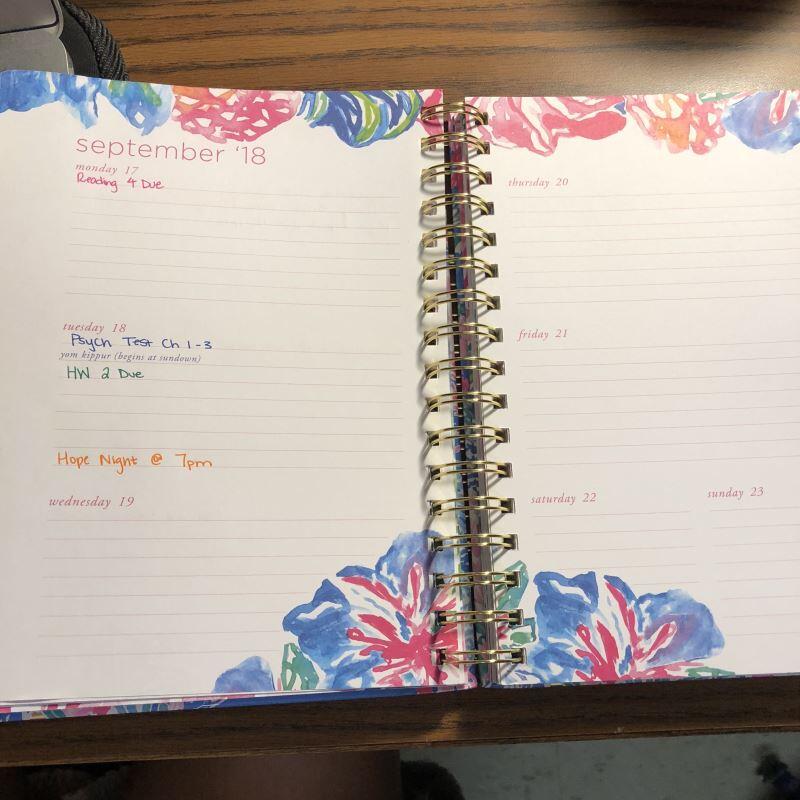 september '18
monday 17
Reading 4 Due
tuesday 18
Psych Test Ch 1-3
yom kippur (begins at sundown)
HW 2 Due
Hope Night @ 7pm
wednesday 19
thursday 20
friday 21
saturday 22
sunday 23